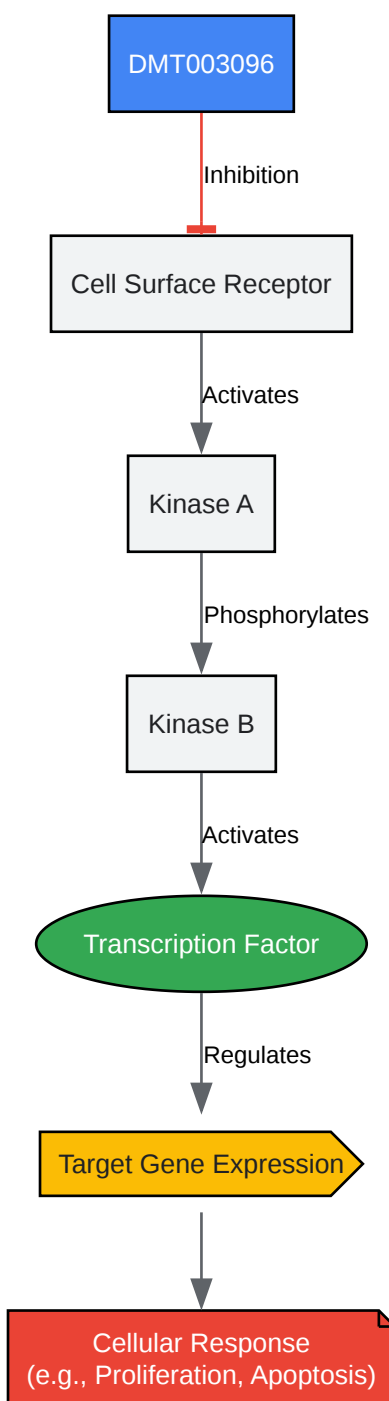 DMT003096
Inhibition
Cell Surface Receptor
Activates
Kinase A
Phosphorylates
Kinase B
Activates
Transcription Factor
Regulates
Target Gene Expression
Cellular Response
(e.g., Proliferation, Apoptosis)